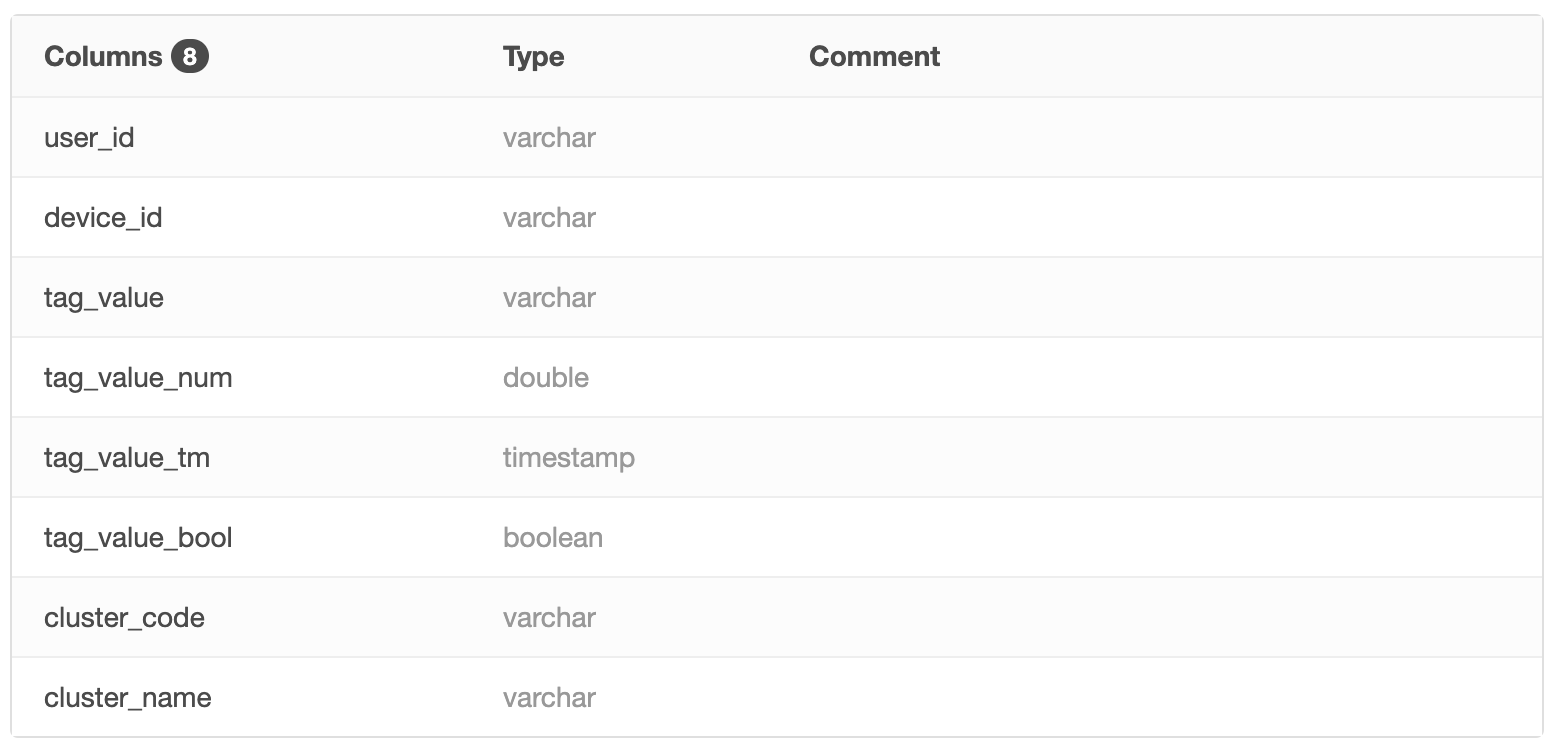 Columns 8 Type Comment
user_id varchar
device_id varchar
tag_value varchar
tag_value_num double
tag_value_tm timestamp
tag_value_bool boolean
cluster_code varchar
cluster_name varchar